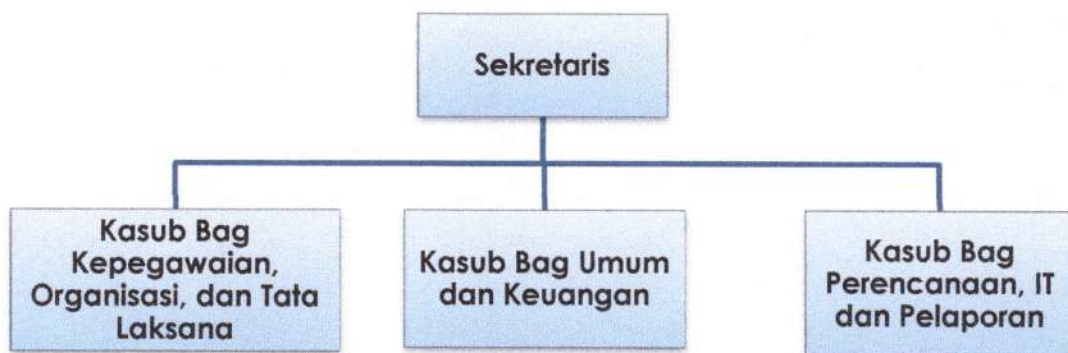 Sekretaris
Kasub Bag
Kepegawaian,
Organisasi, dan Tata
Laksana
Kasub Bag Umum
dan Keuangan
Kasub Bag
Perencanaan, IT
dan Pelaporan